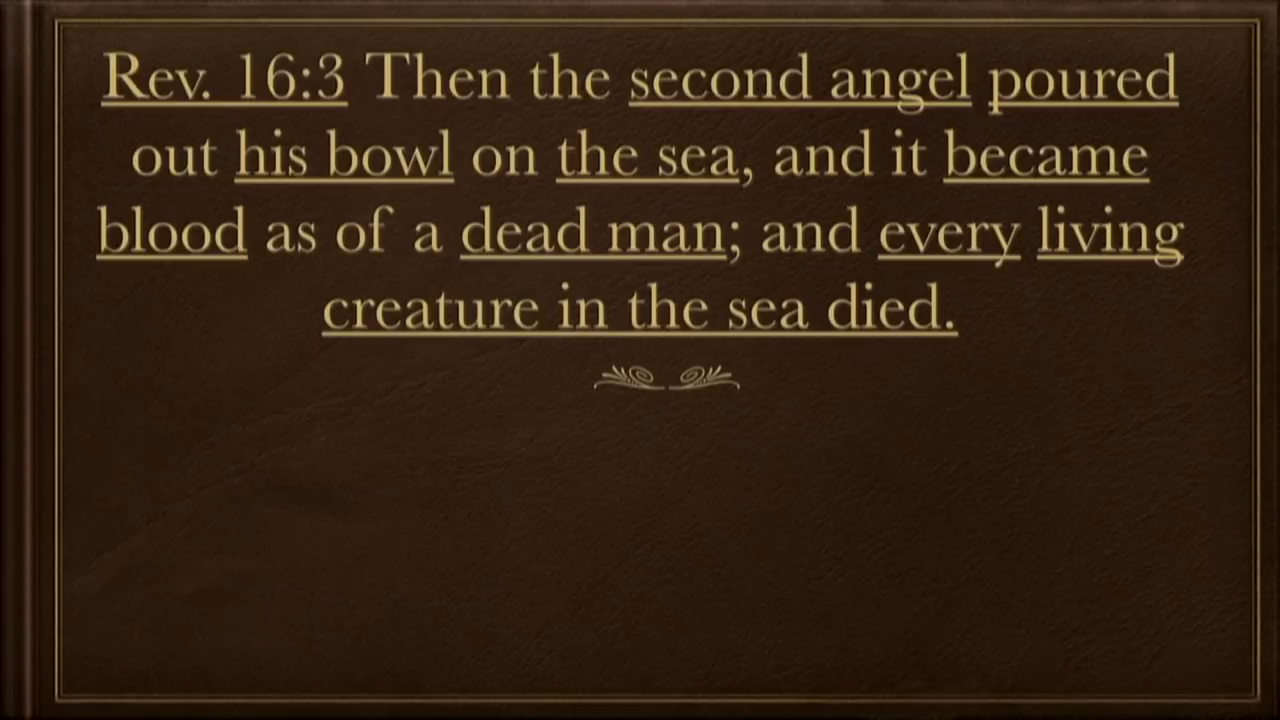 Rev. 16:3 Then the second angel poured
out his bowl on the sea, and it became
blood as of a dead man; and every living
creature in the sea died.